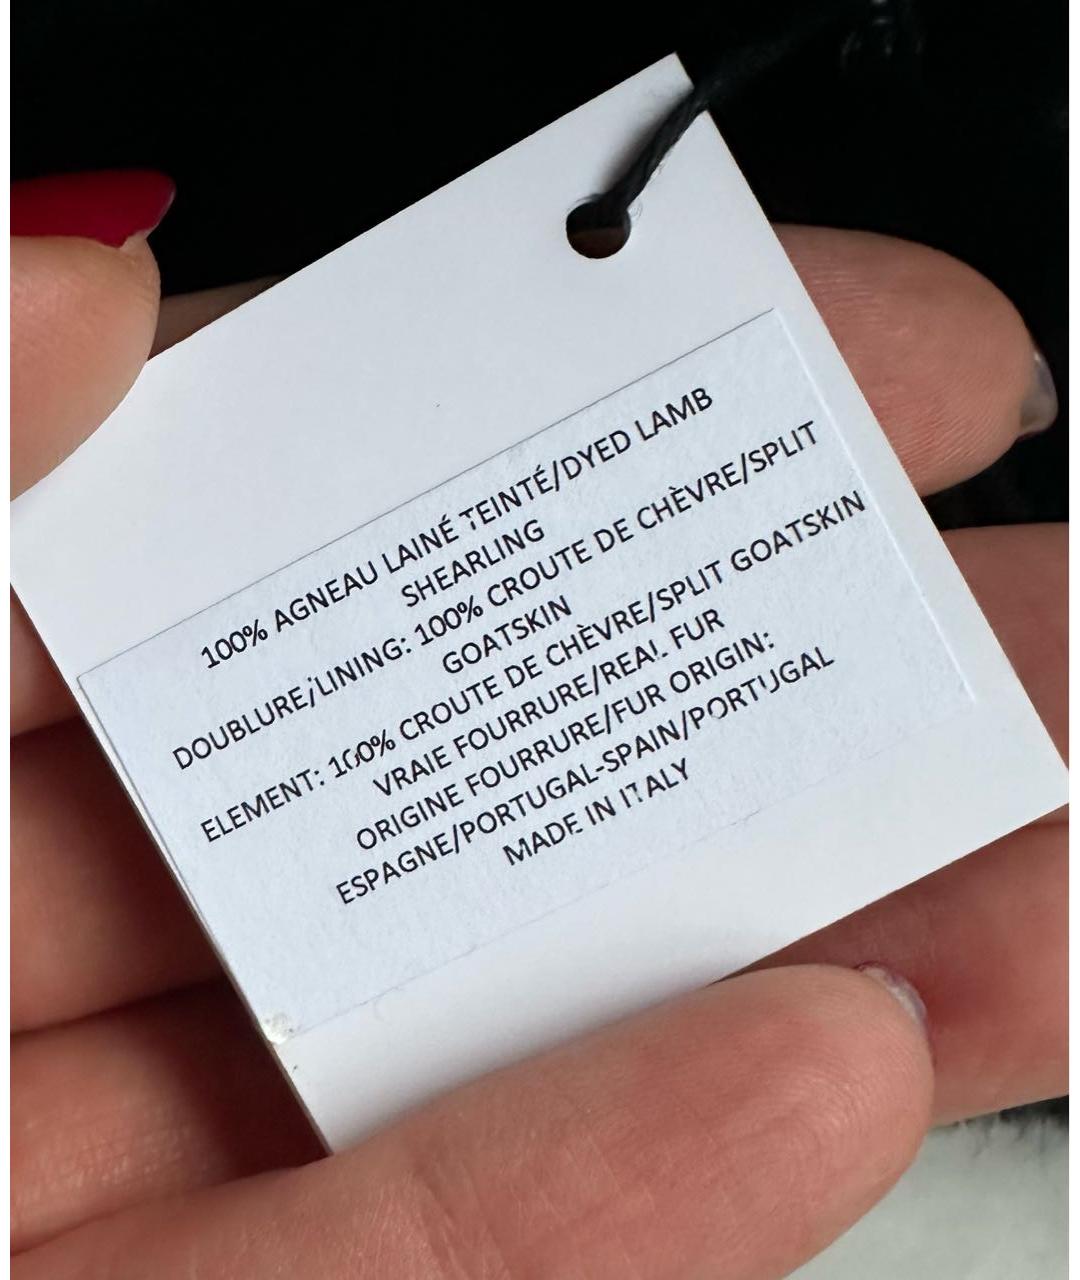 100% AGNEAU LAINÉ TEINTÉ/DYED LAMB
SHEARLING
DOUBLURE/LINING: 100% CROUTE DE CHÈVRE/SPLIT
GOATSKIN
ELEMENT: 100% CROUTE DE CHÈVRE/SPLIT GOATSKIN
VRAIE FOURRURE/REAL FUR
ORIGINE FOURRURE/FUR ORIGIN:
ESPAGNE/PORTUGAL-SPAIN/PORTUGAL
MADE IN ITALY